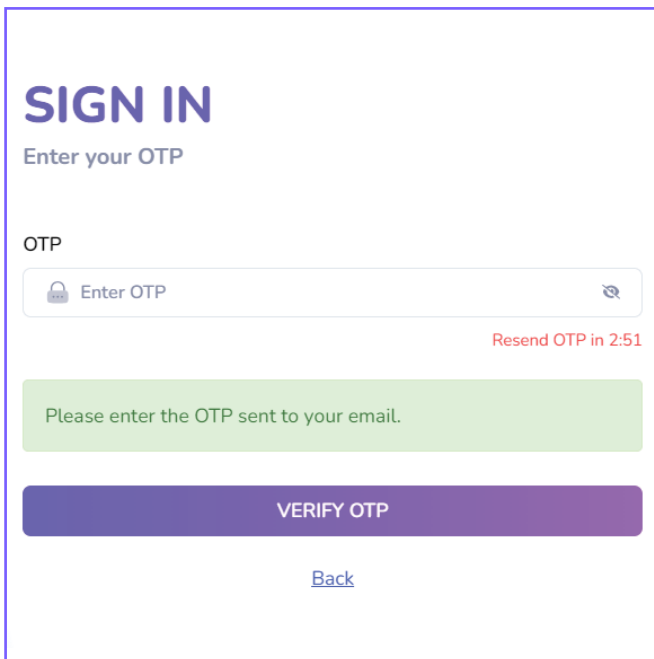 SIGN IN
Enter your OTP
OTP
Enter OTP
Resend OTP in 2:51
Please enter the OTP sent to your email.
VERIFY OTP
Back